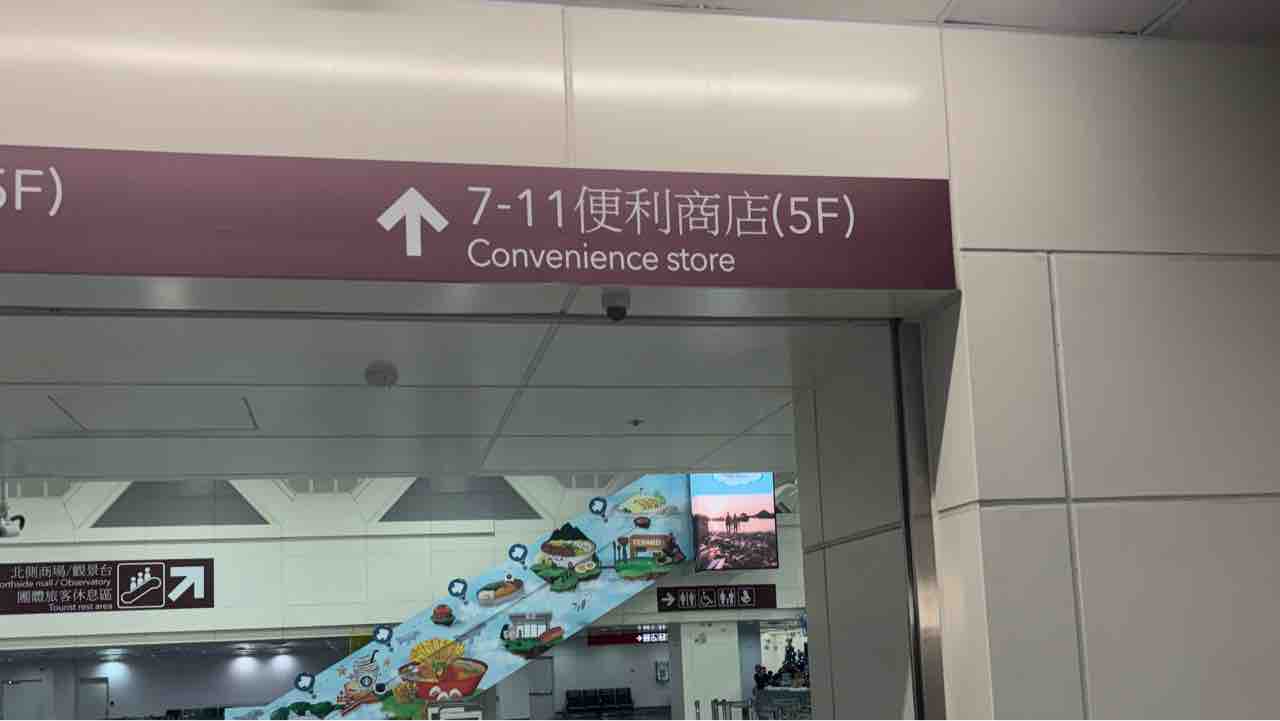 5F)
7-11便利商店(5F)
Convenience store
北側商場/觀景台
orthside mall / Observatory
團體旅客休息區
Tourist rest area